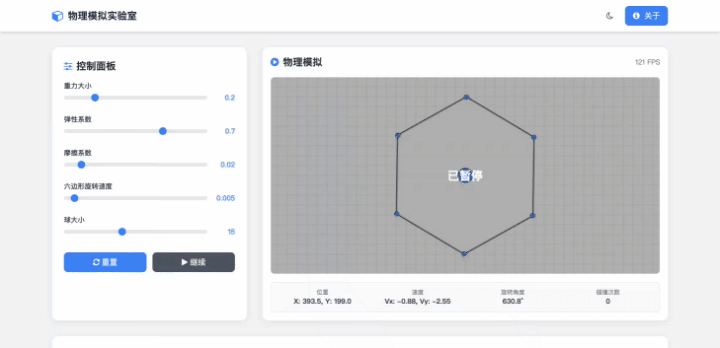 物理模拟实验室
关于
控制面板
重力大小
0.2
弹性系数
0.7
摩擦系数
0.02
六边形旋转速度
0.005
球大小
16
重置
继续
物理模拟
121 FPS
已暂停
位置
X: 393.5, Y: 199.0
速度
Vx: -0.88, Vy: -2.55
旋转角度
630.8°
碰撞次数
0